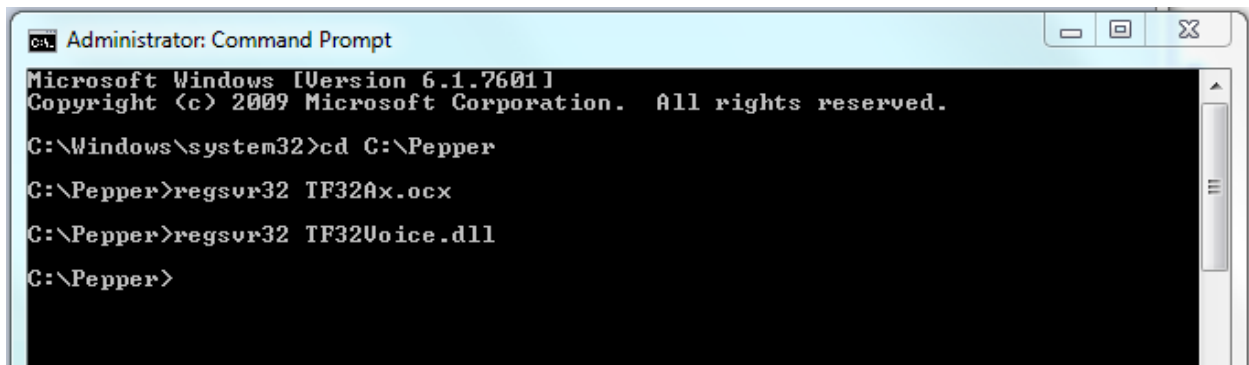 Administrator: Command Prompt
Microsoft Windows [Version 6.1.7601]
Copyright (c) 2009 Microsoft Corporation.  All rights reserved.
C:\Windows\system32>cd C:\Pepper
C:\Pepper>regsvr32 TF32Ax.ocx
C:\Pepper>regsvr32 TF32Voice.dll
C:\Pepper>